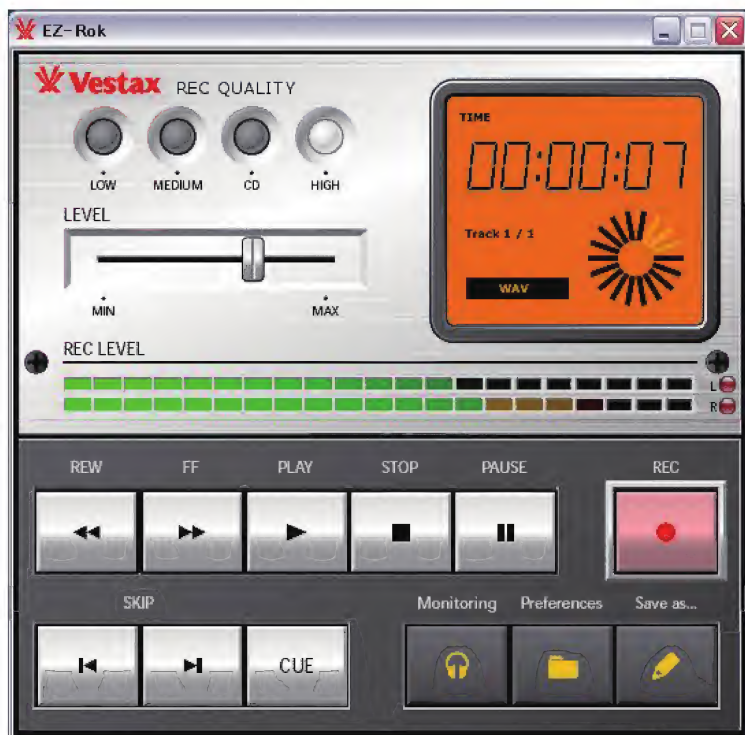 EZ-Rok
Vestax REC QUALITY
LOW MEDIUM CD HIGH
LEVEL
MIN MAX
TIME
00:00:07
Track 1 / 1
WAV
REC LEVEL
L
R
REW FF PLAY STOP PAUSE REC
SKIP Monitoring Preferences Save as...
CUE